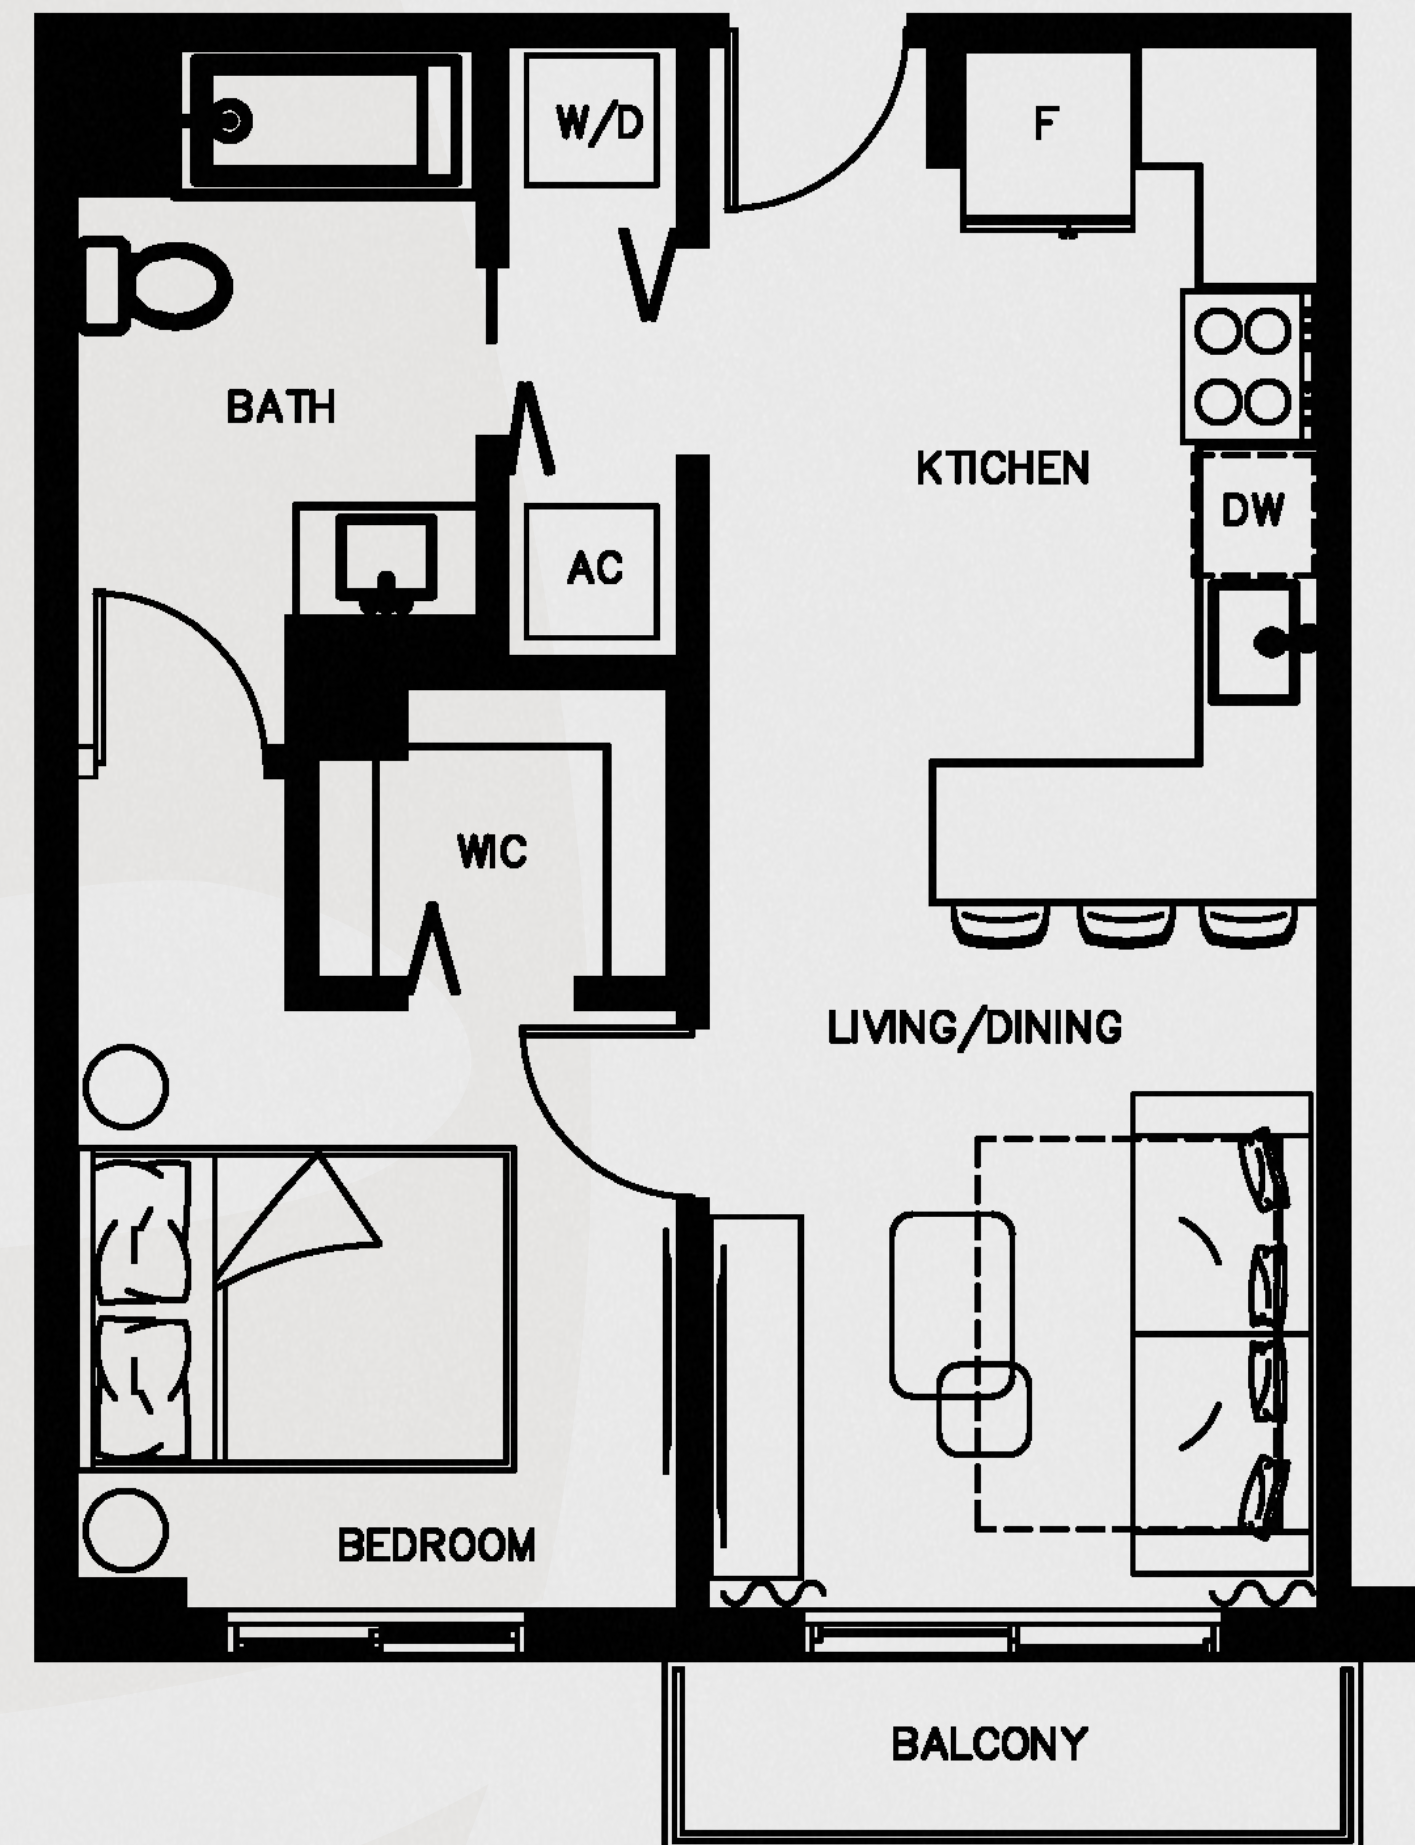 W/D
F
BATH
KTICHEN
DW
AC
WIC
LIVING/DINING
BEDROOM
BALCONY